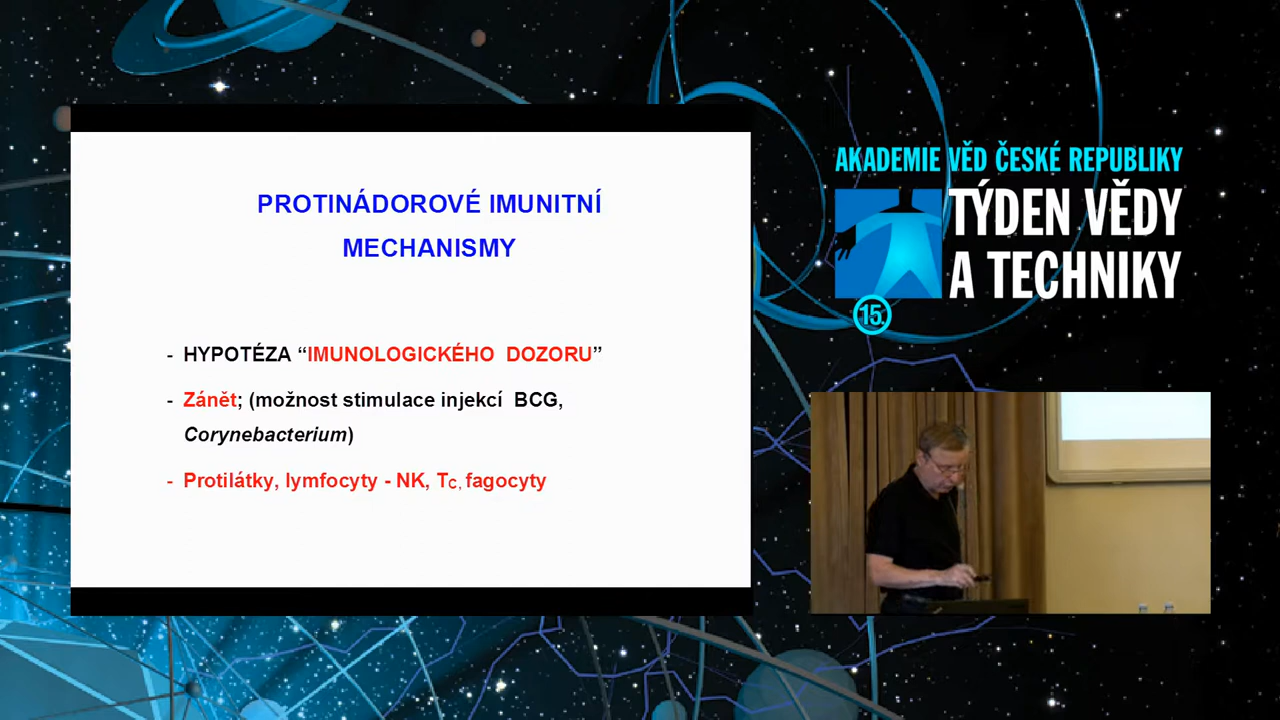 PROTINÁDOROVÉ IMUNITNÍ
MECHANISMY
- HYPOTÉZA “IMUNOLOGICKÉHO DOZORU”
- Zánět; (možnost stimulace injekcí BCG,
Corynebacterium)
- Protilátky, lymfocyty - NK, TC, fagocyty
AKADEMIE VĚD ČESKÉ REPUBLIKY
TÝDEN VĚDY
A TECHNIKY
15.